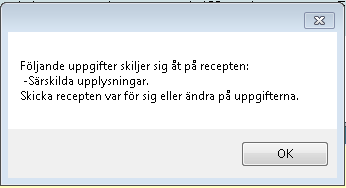 Följande uppgifter skiljer sig åt på recepten:
-Särskilda upplysningar.
Skicka recepten var för sig eller ändra på uppgifterna.
OK